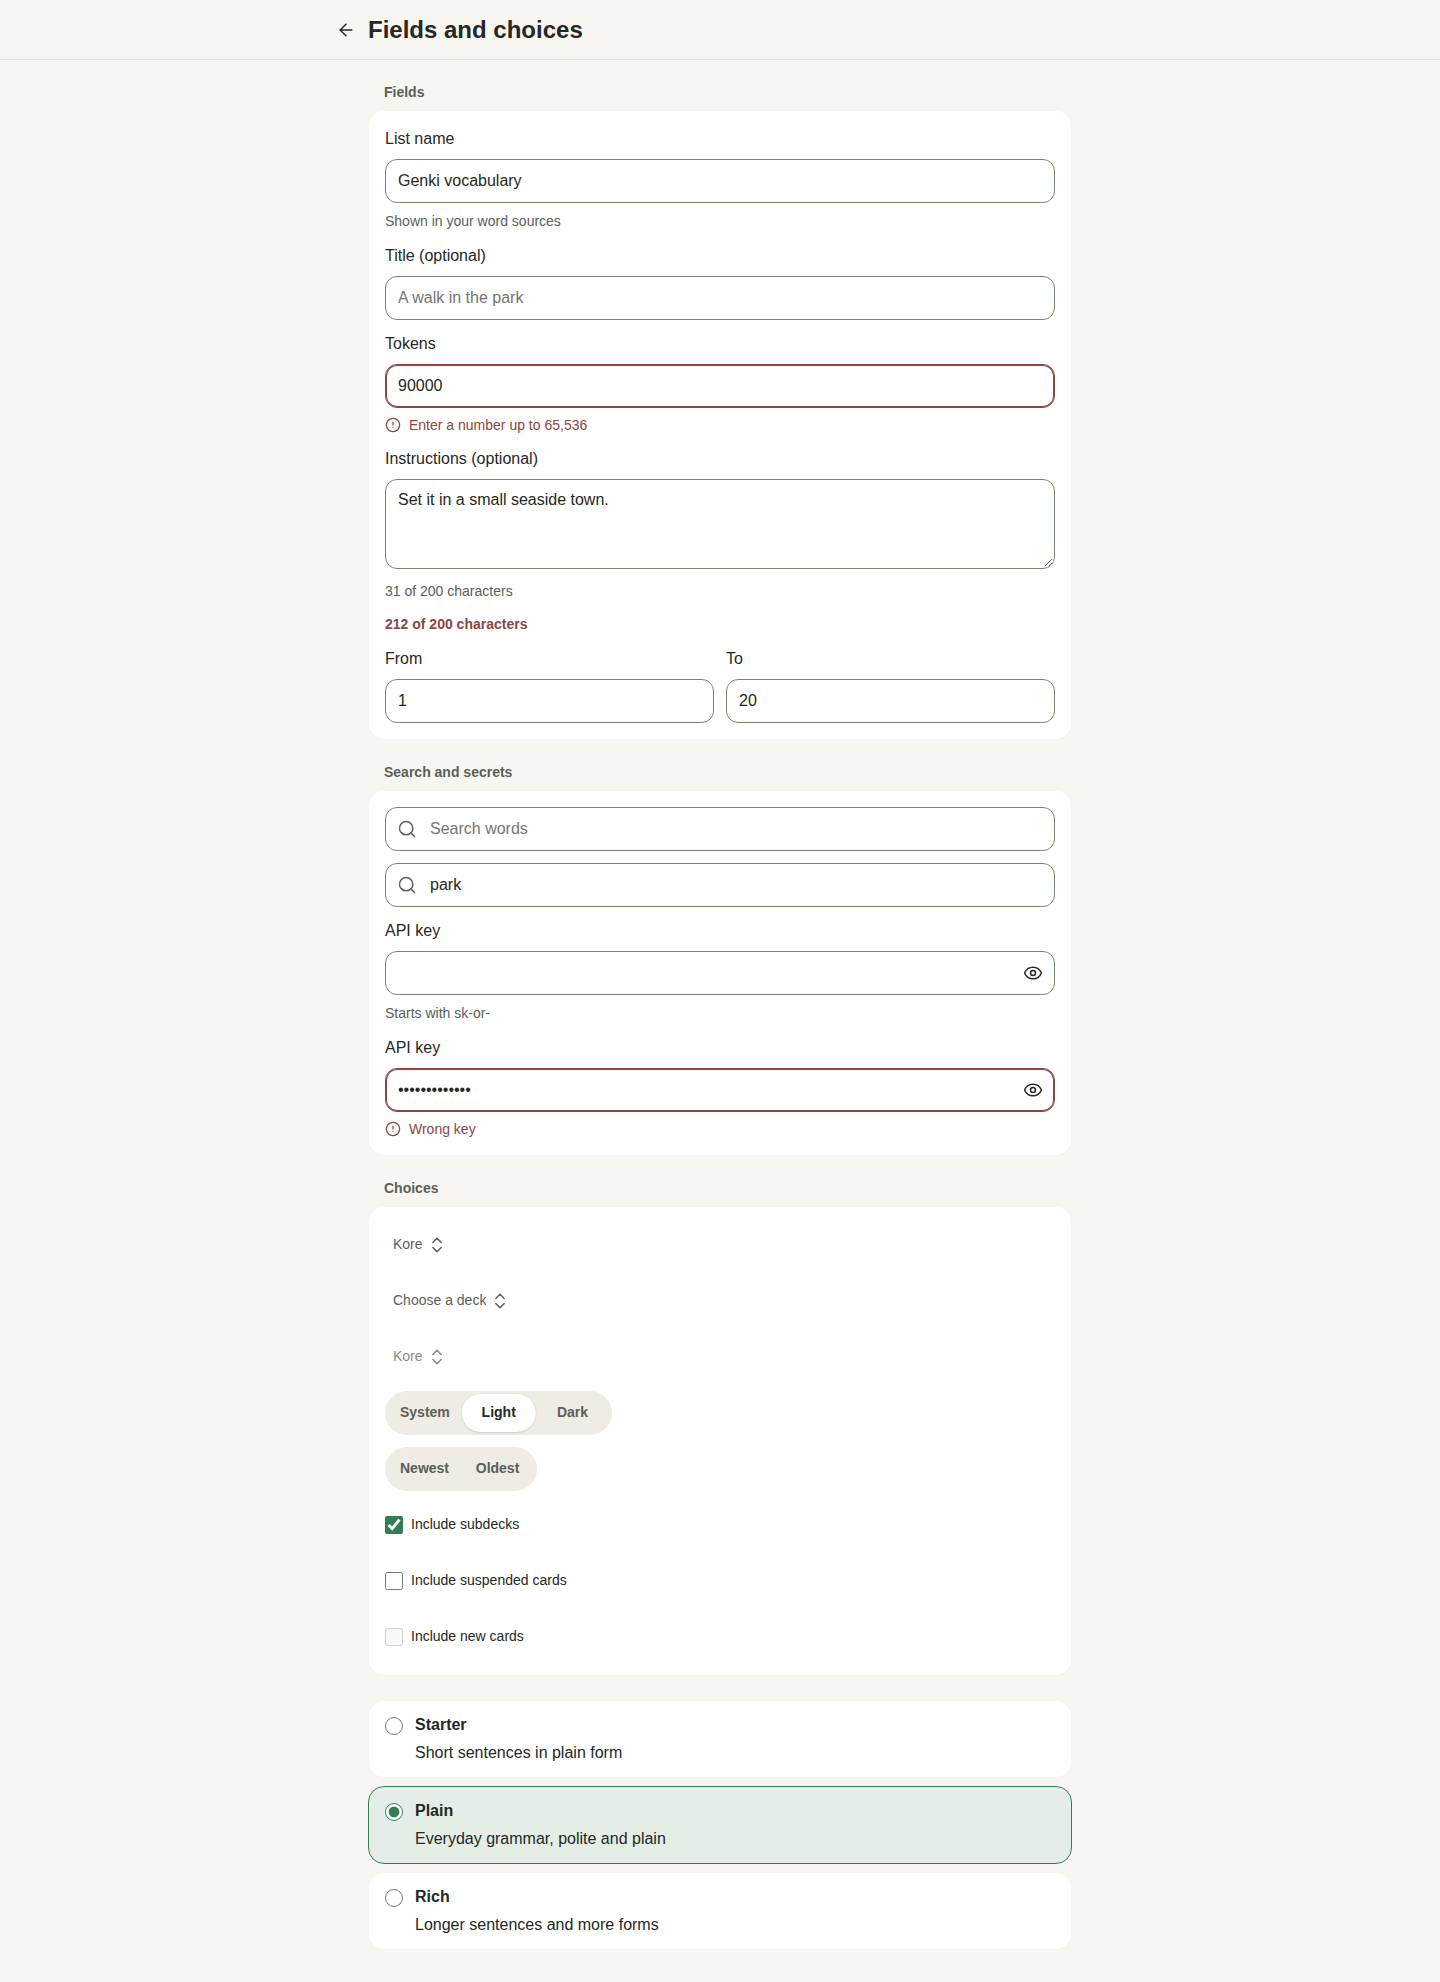 Fields and choices
Fields
List name
Genki vocabulary
Shown in your word sources
Title (optional)
A walk in the park
Tokens
90000
Enter a number up to 65,536
Instructions (optional)
Set it in a small seaside town.
31 of 200 characters
212 of 200 characters
From To
1 20
Search and secrets
Search words
park
API key
Starts with sk-or-
API key
•••••••••••••
Wrong key
Choices
Kore
Choose a deck
Kore
System Light Dark
Newest Oldest
Include subdecks
Include suspended cards
Include new cards
Starter
Short sentences in plain form
Plain
Everyday grammar, polite and plain
Rich
Longer sentences and more forms